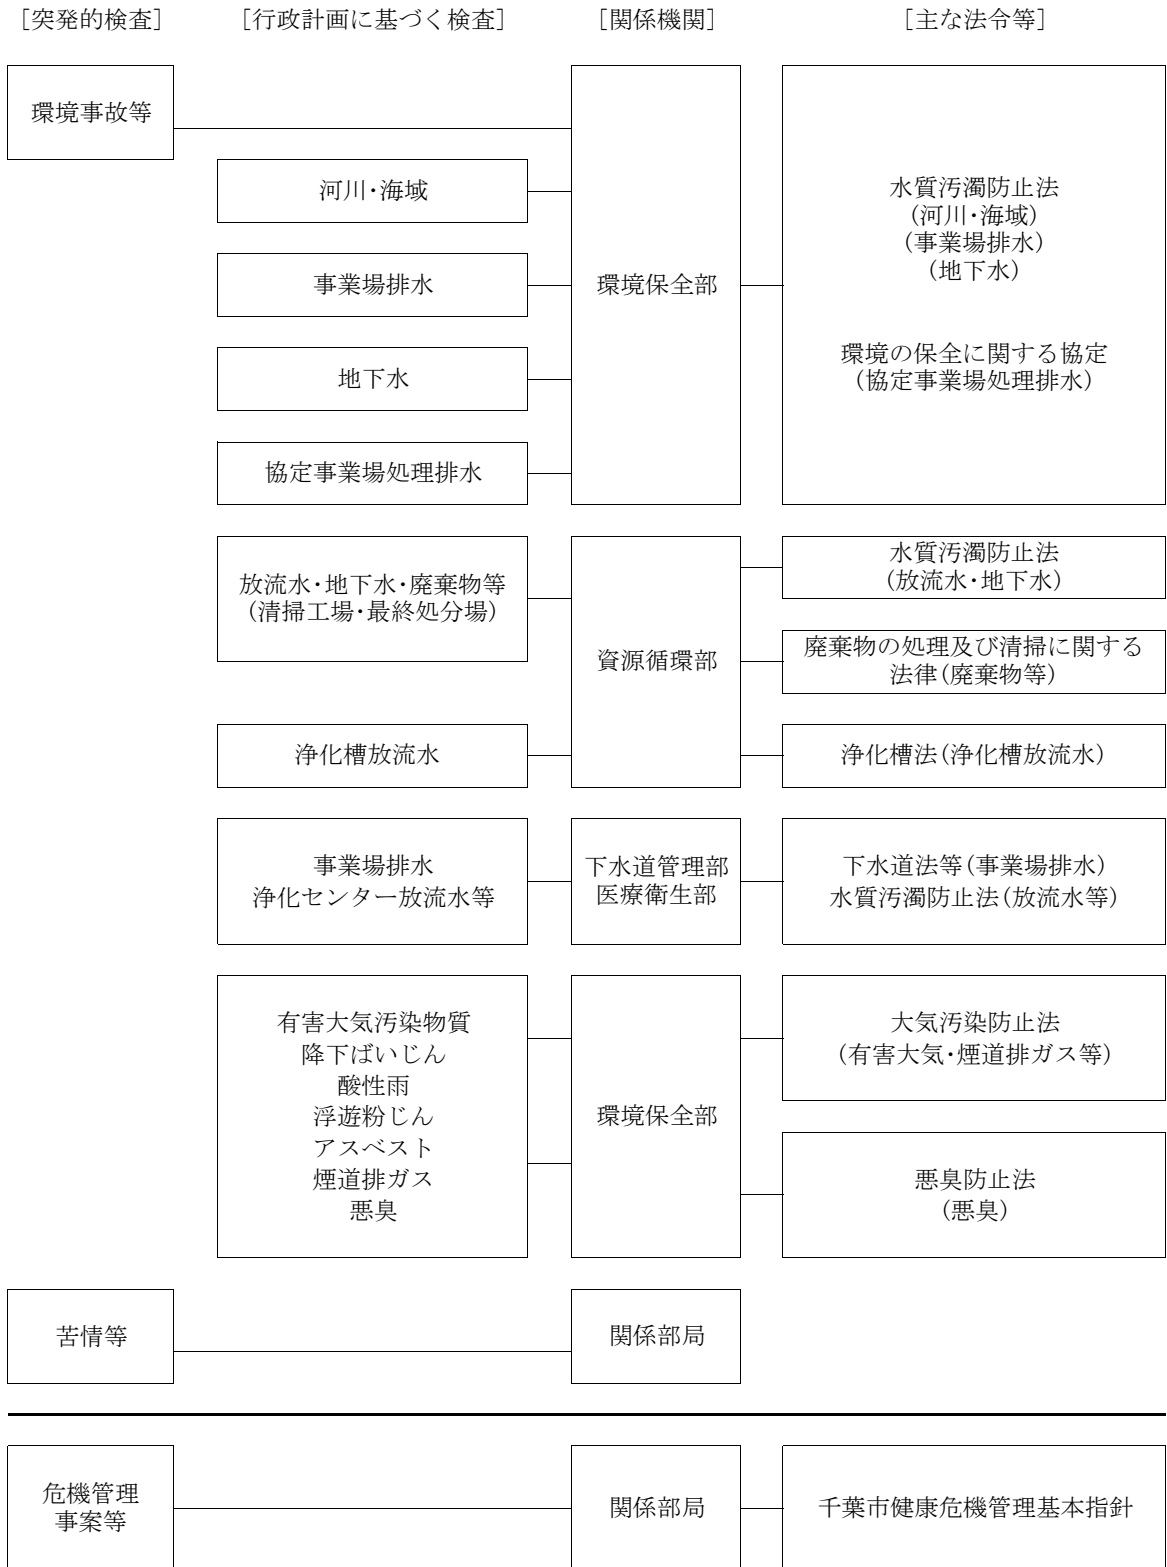 ［突発的検査］ ［行政計画に基づく検査］ ［関係機関］ ［主な法令等］
環境事故等
河川・海域
事業場排水
地下水
協定事業場処理排水
環境保全部
水質汚濁防止法
（河川・海域）
（事業場排水）
（地下水）
環境の保全に関する協定
（協定事業場処理排水）
放流水・地下水・廃棄物等
（清掃工場・最終処分場）
浄化槽放流水
資源循環部
水質汚濁防止法
（放流水・地下水）
廃棄物の処理及び清掃に関する
法律（廃棄物等）
浄化槽法（浄化槽放流水）
事業場排水
浄化センター放流水等
下水道管理部
医療衛生部
下水道法等（事業場排水）
水質汚濁防止法（放流水等）
有害大気汚染物質
降下ばいじん
酸性雨
浮遊粉じん
アスベスト
煙道排ガス
悪臭
環境保全部
大気汚染防止法
（有害大気・煙道排ガス等）
悪臭防止法
（悪臭）
苦情等
関係部局
危機管理
事案等
関係部局
千葉市健康危機管理基本指針